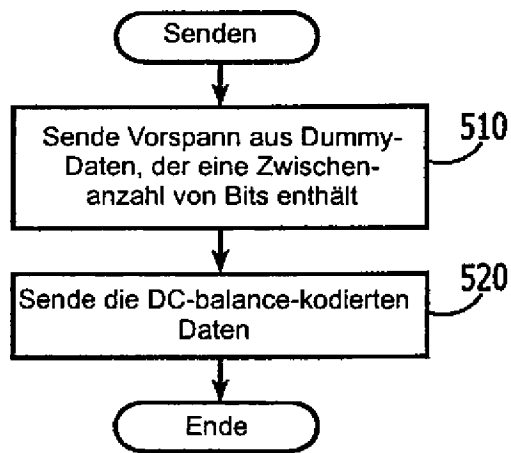 Senden
Sende Vorspann aus Dummy-
Daten, der eine Zwischen-
anzahl von Bits enthält
510
Sende die DC-balance-kodierten
Daten
520
Ende